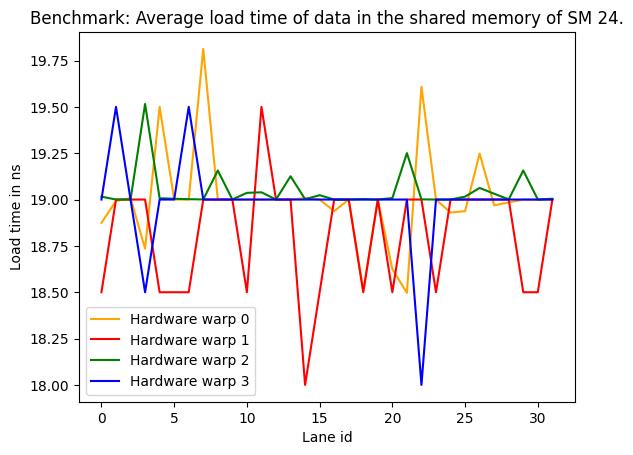 Benchmark: Average load time of data in the shared memory of SM 24.
Load time in ns
19.75
19.50
19.25
19.00
18.75
18.50
18.25
18.00
Hardware warp 0
Hardware warp 1
Hardware warp 2
Hardware warp 3
0 5 10 15 20 25 30
Lane id